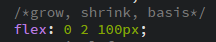 /*grow, shrink, basis*/
flex: 0 2 100px;